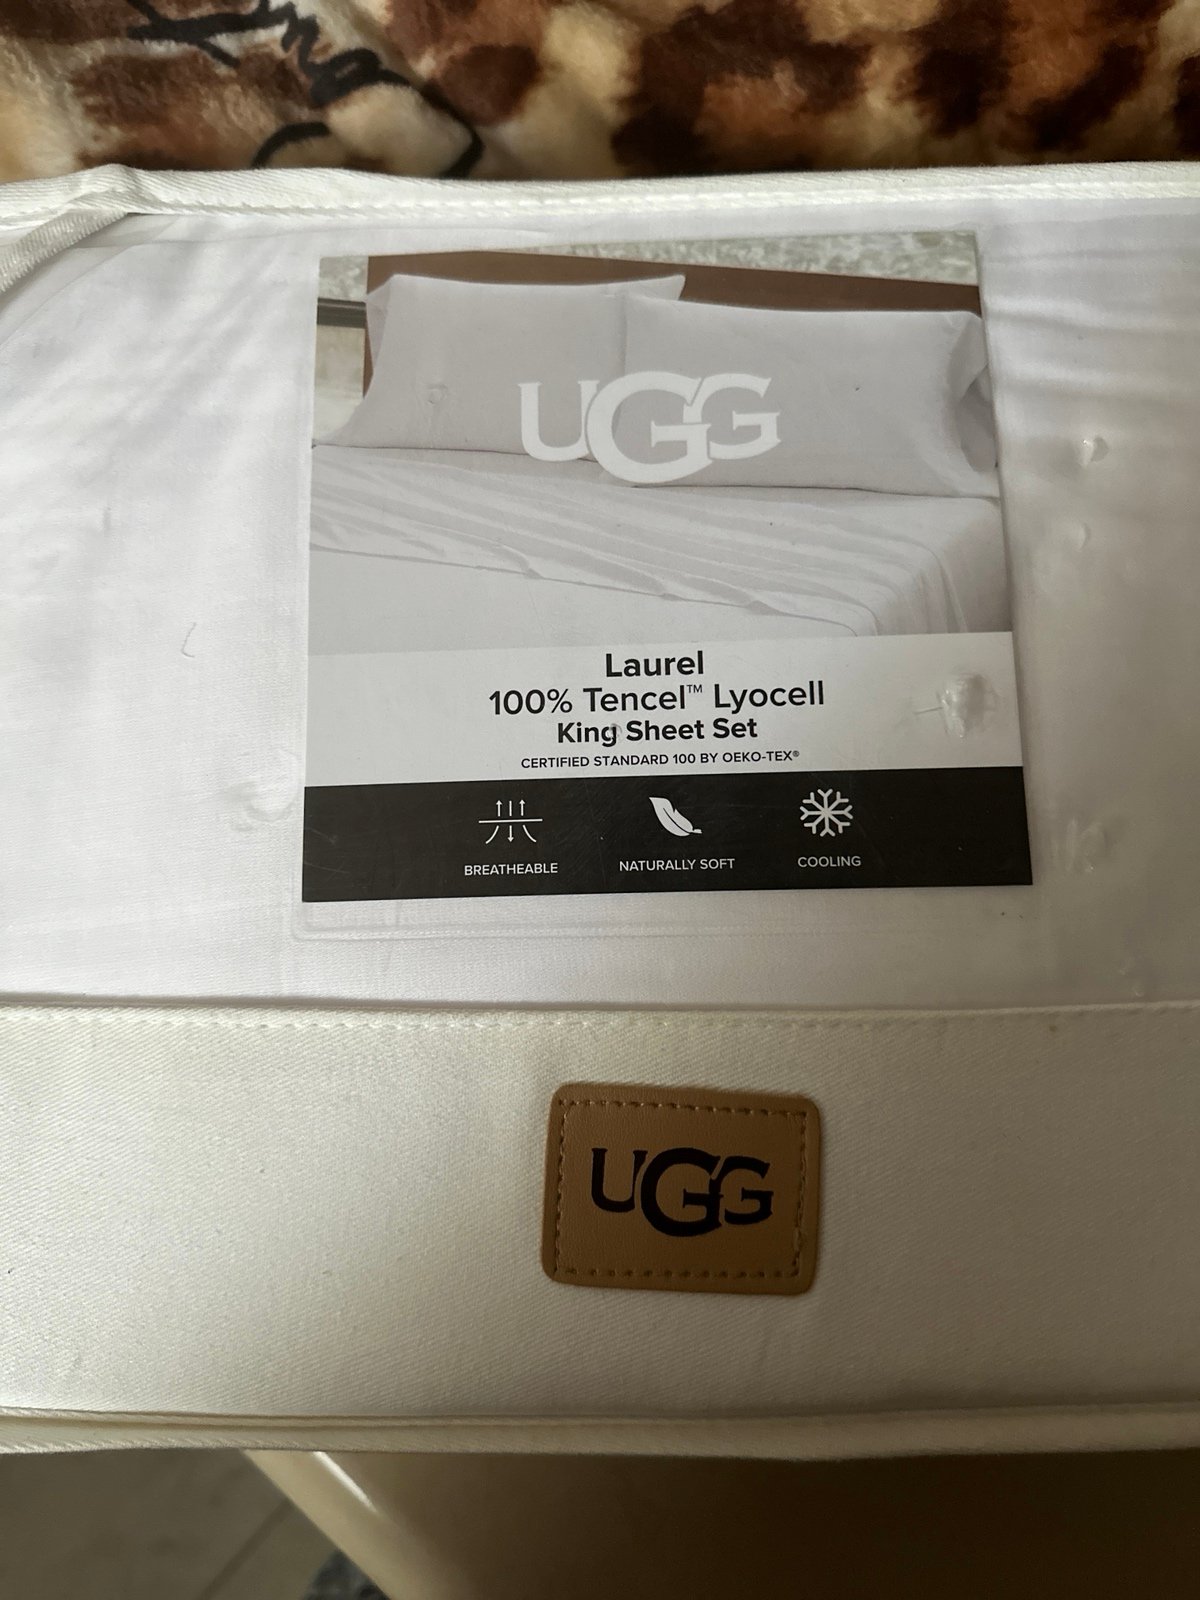 UGG
Laurel
100% Tencel™ Lyocell
King Sheet Set
CERTIFIED STANDARD 100 BY OEKO-TEX®
BREATHEABLE NATURALLY SOFT COOLING
UGG